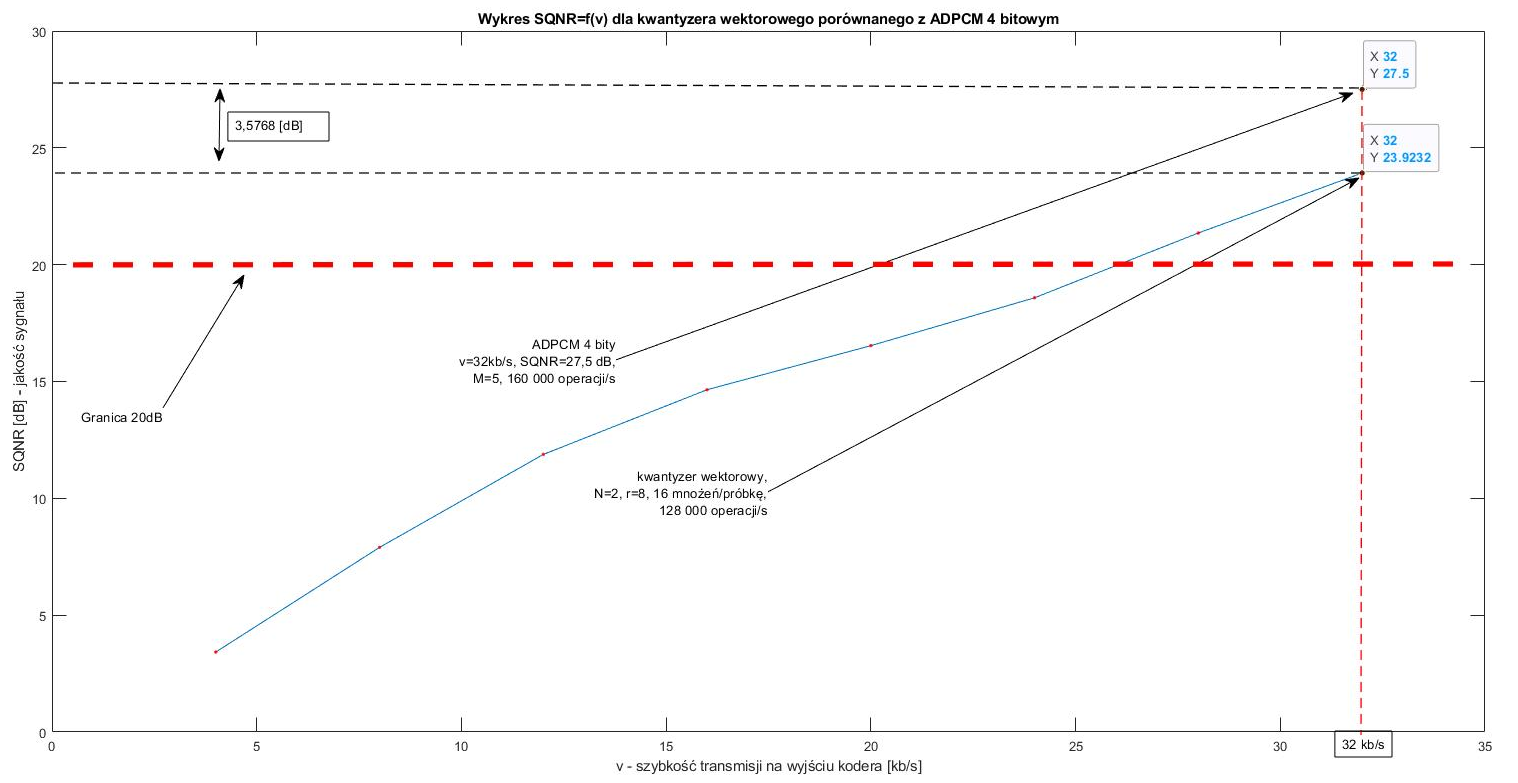 Wykres SQNR=f(v) dla kwantyzera wektorowego porównanego z ADPCM 4 bitowym
30
X 32
Y 27.5
3,5768 [dB]
25
X 32
Y 23.9232
20
ADPCM 4 bity
v=32kb/s, SQNR=27,5 dB,
M=5, 160 000 operacji/s
15
Granica 20dB
SQNR [dB] - jakość sygnału
kwantyzer wektorowy,
N=2, r=8, 16 mnożeń/próbkę,
128 000 operacji/s
10
5
0
0 5 10 15 20 25 30 35
32 kb/s
v - szybkość transmisji na wyjściu kodera [kb/s]